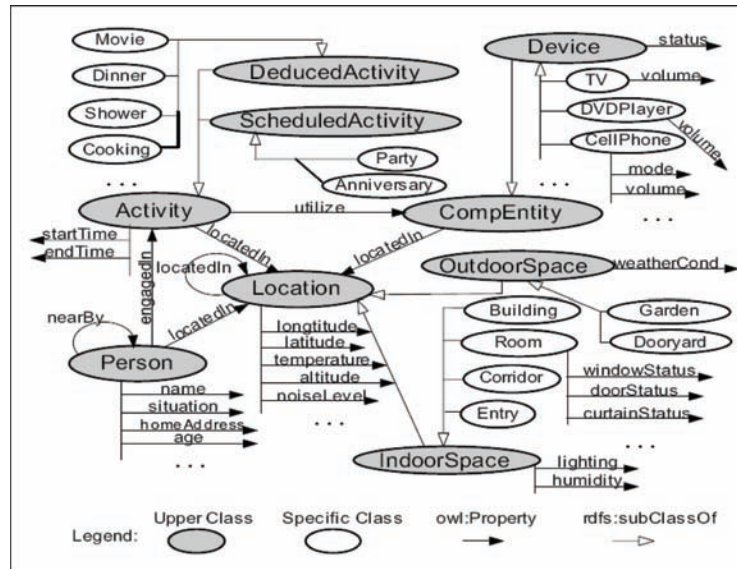 Movie
Dinner
Shower
Cooking
. . .
DeducedActivity
ScheduledActivity
Party
Anniversary
Device
status
TV
volume
DVDPlayer
volume
CellPhone
mode
volume
. . .
. . .
Activity
utilize
CompEntity
startTime
endTime
locatedIn
locatedIn
engagedIn
locatedIn
locatedIn
Location
OutdoorSpace
weatherCond
nearBy
Person
longtitude
latitude
temperature
altitude
noiseLevel
. . .
Building
Room
Corridor
Entry
Garden
Dooryard
windowStatus
doorStatus
curtainStatus
. . .
name
situation
homeAddress
age
. . .
IndoorSpace
lighting
humidity
. . .
Legend:
Upper Class
Specific Class
owl:Property
rdfs:subClassOf